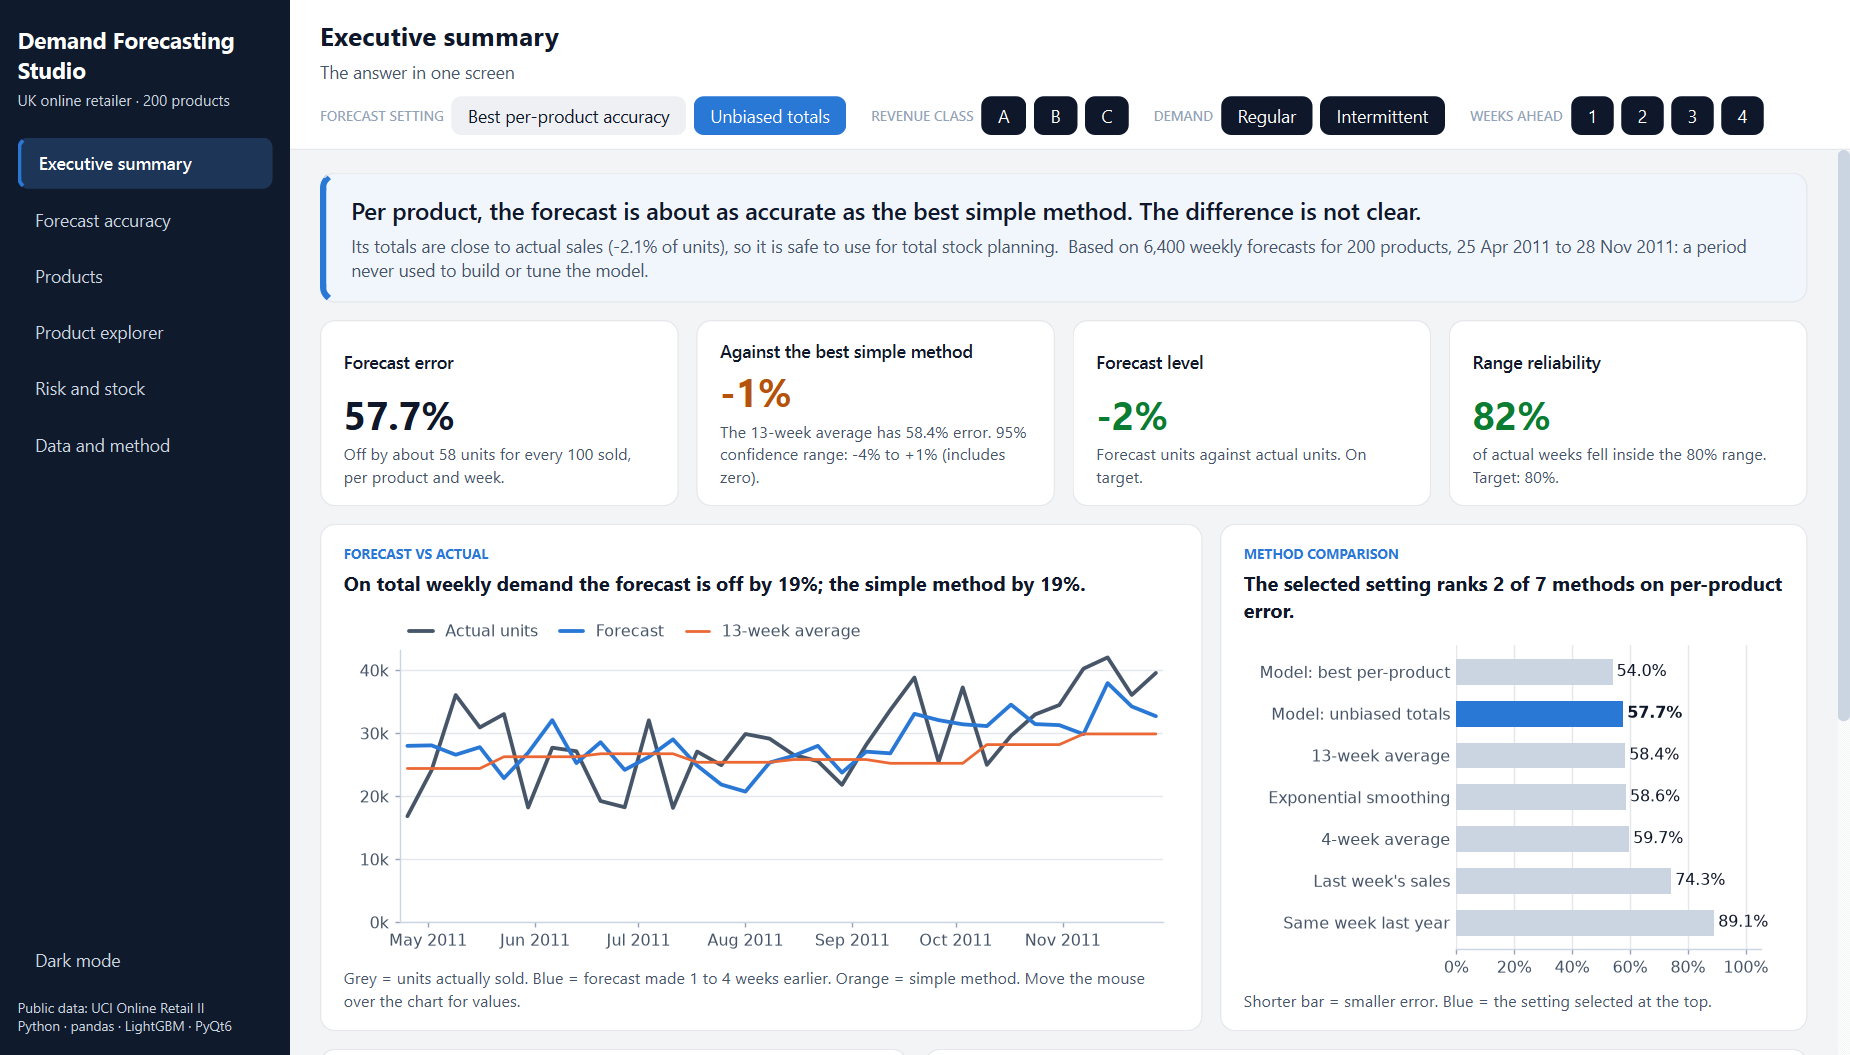 Demand Forecasting
Studio
UK online retailer · 200 products
Executive summary
Forecast accuracy
Products
Product explorer
Risk and stock
Data and method
Dark mode
Public data: UCI Online Retail II
Python · pandas · LightGBM · PyQt6
Executive summary
The answer in one screen
FORECAST SETTING Best per-product accuracy Unbiased totals REVENUE CLASS A B C DEMAND Regular Intermittent WEEKS AHEAD 1 2 3 4
Per product, the forecast is about as accurate as the best simple method. The difference is not clear.
Its totals are close to actual sales (-2.1% of units), so it is safe to use for total stock planning. Based on 6,400 weekly forecasts for 200 products, 25 Apr 2011 to 28 Nov 2011: a period
never used to build or tune the model.
Forecast error
57.7%
Off by about 58 units for every 100 sold,
per product and week.
Against the best simple method
-1%
The 13-week average has 58.4% error. 95%
confidence range: -4% to +1% (includes
zero).
Forecast level
-2%
Forecast units against actual units. On
target.
Range reliability
82%
of actual weeks fell inside the 80% range.
Target: 80%.
FORECAST VS ACTUAL
On total weekly demand the forecast is off by 19%; the simple method by 19%.
Actual units Forecast 13-week average
40k
30k
20k
10k
0k
May 2011 Jun 2011 Jul 2011 Aug 2011 Sep 2011 Oct 2011 Nov 2011
Grey = units actually sold. Blue = forecast made 1 to 4 weeks earlier. Orange = simple method. Move the mouse
over the chart for values.
METHOD COMPARISON
The selected setting ranks 2 of 7 methods on per-product
error.
Model: best per-product 54.0%
Model: unbiased totals 57.7%
13-week average 58.4%
Exponential smoothing 58.6%
4-week average 59.7%
Last week's sales 74.3%
Same week last year 89.1%
0% 20% 40% 60% 80% 100%
Shorter bar = smaller error. Blue = the setting selected at the top.